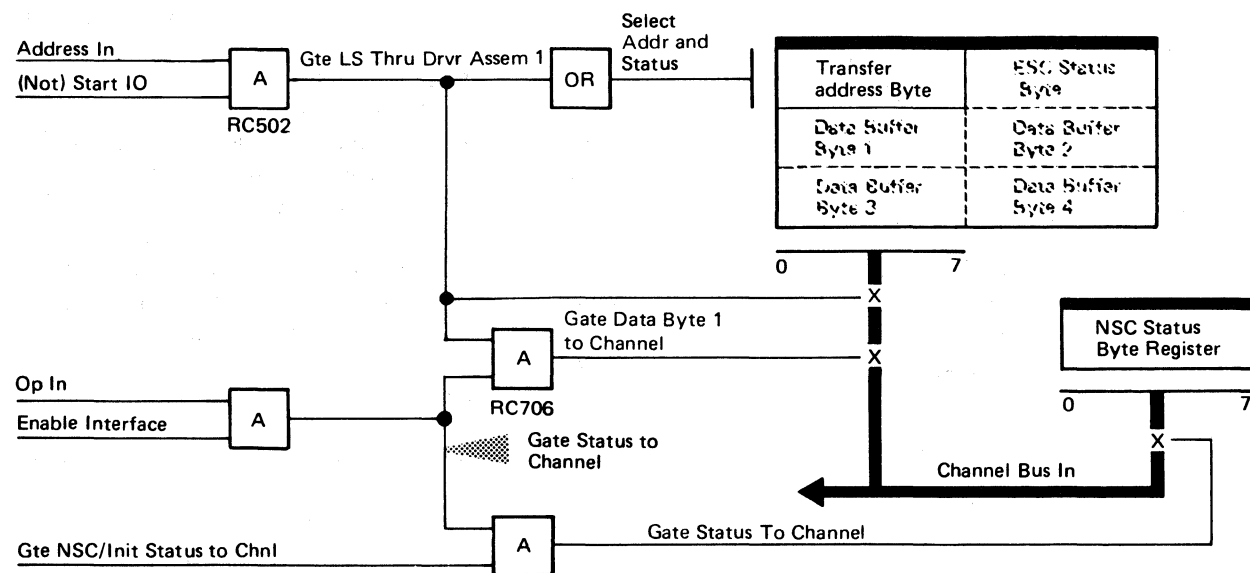 Select
Addr and
Status
Address In
(Not) Start IO
A
RC502
Gte LS Thru Drvr Assem 1
OR
Transfer
address Byte
ESC Status
Byte
Data Buffer
Byte 1
Data Buffer
Byte 2
Data Buffer
Byte 3
Data Buffer
Byte 4
0 7
X
Gate Data Byte 1
to Channel
X
A
RC706
NSC Status
Byte Register
0 7
X
Op In
Enable Interface
A
Gate Status to
Channel
Channel Bus In
Gate Status To Channel
Gte NSC/Init Status to Chnl
A